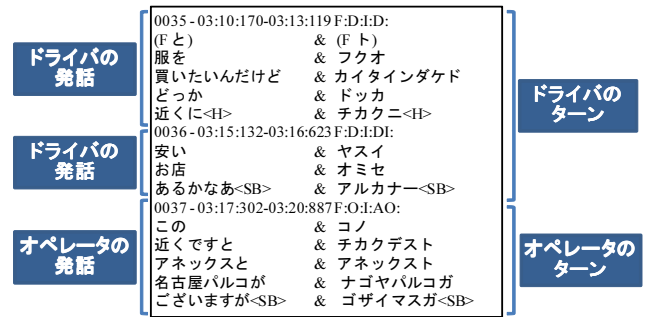 ドライバの
発話
ドライバの
発話
オペレータの
発話
0035 - 03:10:170-03:13:119 F:D:I:D:
(F と) & (F ト)
服を & フクオ
買いたいんだけど & カイタインダケド
どっか & ドッカ
近くに<H> & チカクニ<H>
0036 - 03:15:132-03:16:623 F:D:I:DI:
安い & ヤスイ
お店 & オミセ
あるかなあ<SB> & アルカナー<SB>
0037 - 03:17:302-03:20:887 F:O:I:AO:
この & コノ
近くですと & チカクデスト
アネックスと & アネックスト
名古屋パルコが & ナゴヤパルコガ
ございますが<SB> & ゴザイマスガ<SB>
ドライバの
ターン
オペレータの
ターン